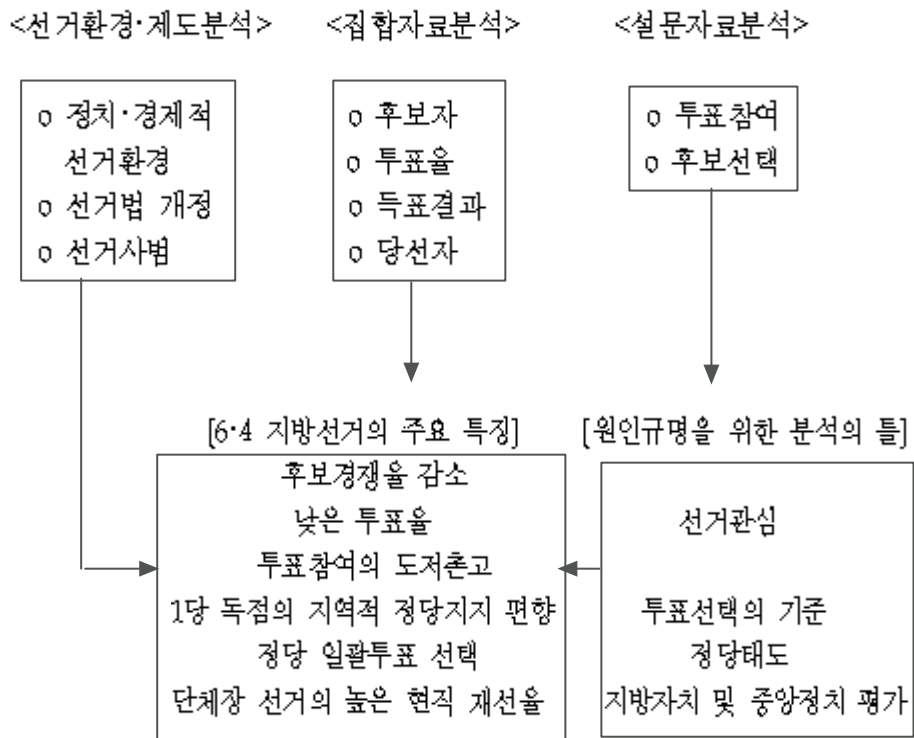 <선거환경·제도분석>
<집합자료분석>
<설문자료분석>
o 정치·경제적
선거환경
o 선거법 개정
o 선거사범
o 후보자
o 투표율
o 득표결과
o 당선자
o 투표참여
o 후보선택
[6·4 지방선거의 주요 특징]
후보경쟁율 감소
낮은 투표율
투표참여의 도저촌고
1당 독점의 지역적 정당지지 편향
정당 일괄투표 선택
단체장 선거의 높은 현직 재선율
[원인규명을 위한 분석의 틀]
선거관심
투표선택의 기준
정당태도
지방자치 및 중앙정치 평가